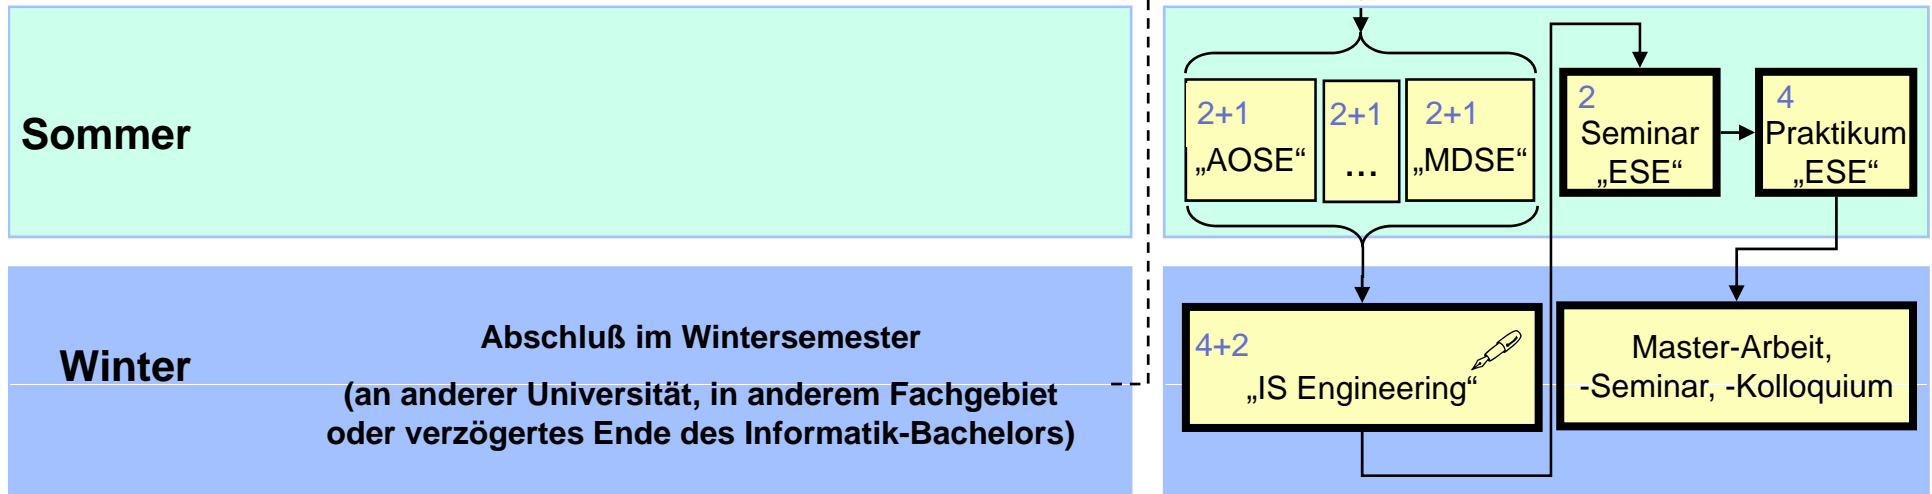 Sommer
2+1
„AOSE“
2+1
...
2+1
„MDSE“
2
Seminar
„ESE“
4
Praktikum
„ESE“
Winter
Abschluß im Wintersemester
(an anderer Universität, in anderem Fachgebiet
oder verzögertes Ende des Informatik-Bachelors)
4+2
„IS Engineering“
Master-Arbeit,
-Seminar, -Kolloquium